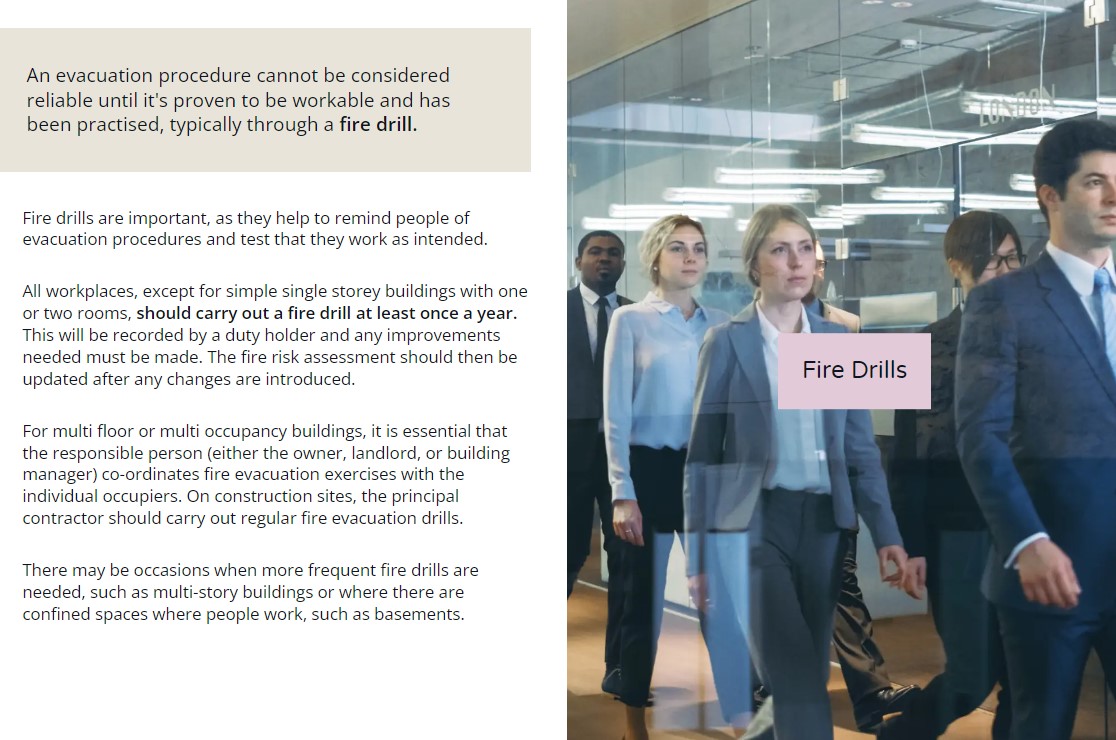 An evacuation procedure cannot be considered
reliable until it's proven to be workable and has
been practised, typically through a fire drill.
Fire drills are important, as they help to remind people of
evacuation procedures and test that they work as intended.
All workplaces, except for simple single storey buildings with one
or two rooms, should carry out a fire drill at least once a year.
This will be recorded by a duty holder and any improvements
needed must be made. The fire risk assessment should then be
updated after any changes are introduced.
For multi floor or multi occupancy buildings, it is essential that
the responsible person (either the owner, landlord, or building
manager) co-ordinates fire evacuation exercises with the
individual occupiers. On construction sites, the principal
contractor should carry out regular fire evacuation drills.
There may be occasions when more frequent fire drills are
needed, such as multi-story buildings or where there are
confined spaces where people work, such as basements.
LONDON
Fire Drills